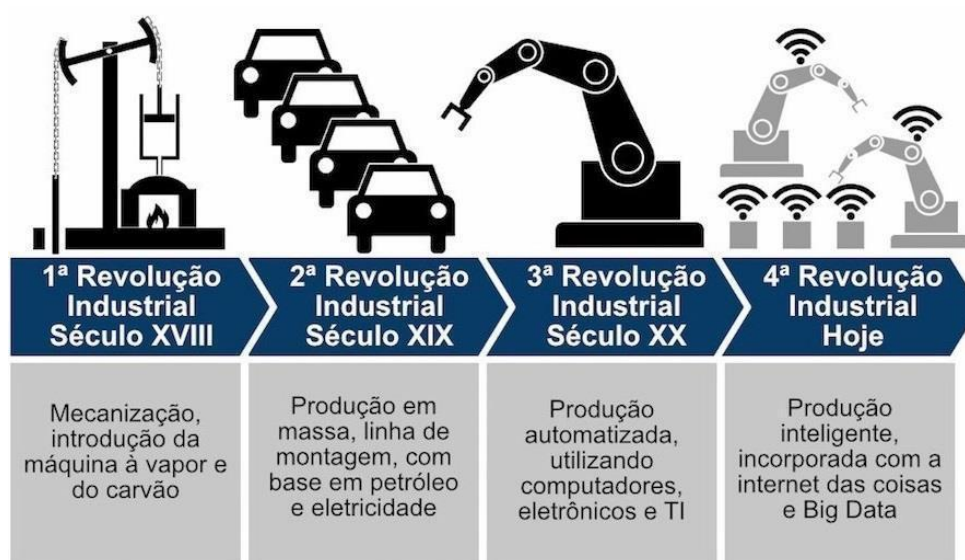 1ª Revolução
Industrial
Século XVIII
2ª Revolução
Industrial
Século XIX
3ª Revolução
Industrial
Século XX
4ª Revolução
Industrial
Hoje
Mecanização,
introdução da
máquina à vapor e
do carvão
Produção em
massa, linha de
montagem, com
base em petróleo
e eletricidade
Produção
automatizada,
utilizando
computadores,
eletrônicos e TI
Produção
inteligente,
incorporada com a
internet das coisas
e Big Data